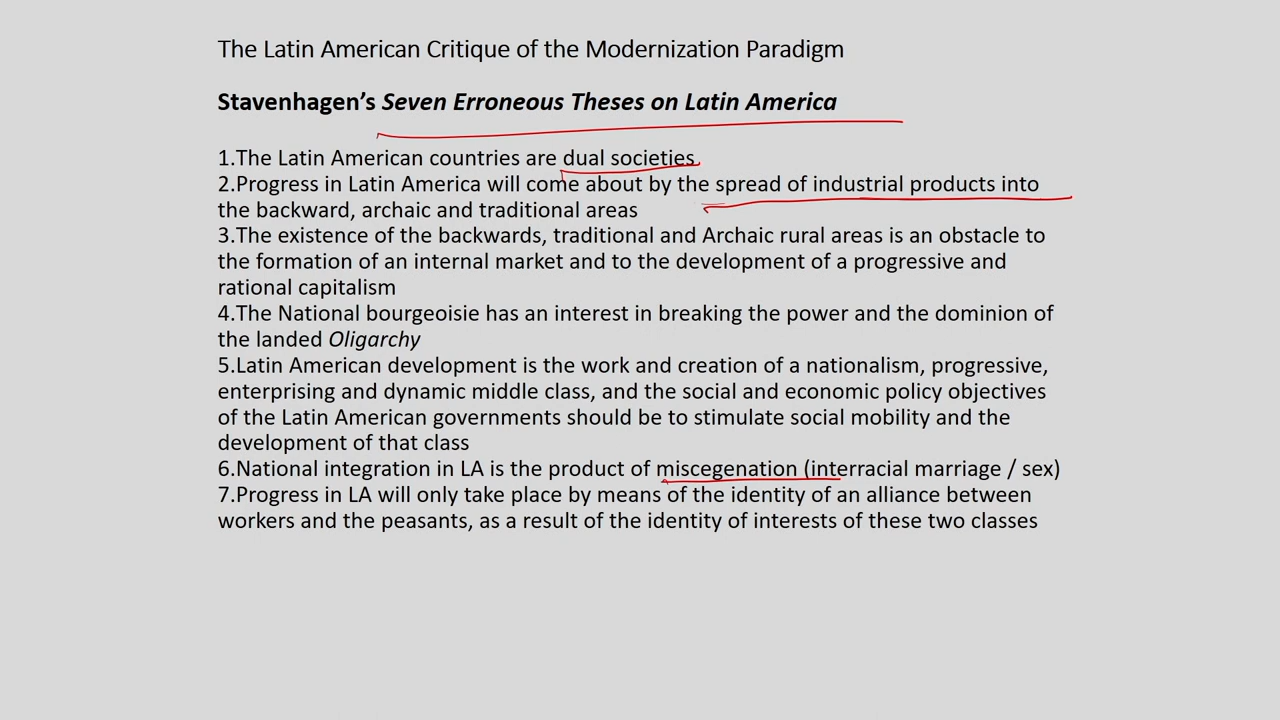 The Latin American Critique of the Modernization Paradigm
Stavenhagen's Seven Erroneous Theses on Latin America
1.The Latin American countries are dual societies
2.Progress in Latin America will come about by the spread of industrial products into
the backward, archaic and traditional areas
3.The existence of the backwards, traditional and Archaic rural areas is an obstacle to
the formation of an internal market and to the development of a progressive and
rational capitalism
4.The National bourgeoisie has an interest in breaking the power and the dominion of
the landed Oligarchy
5.Latin American development is the work and creation of a nationalism, progressive,
enterprising and dynamic middle class, and the social and economic policy objectives
of the Latin American governments should be to stimulate social mobility and the
development of that class
6.National integration in LA is the product of miscegenation (interracial marriage / sex)
7.Progress in LA will only take place by means of the identity of an alliance between
workers and the peasants, as a result of the identity of interests of these two classes